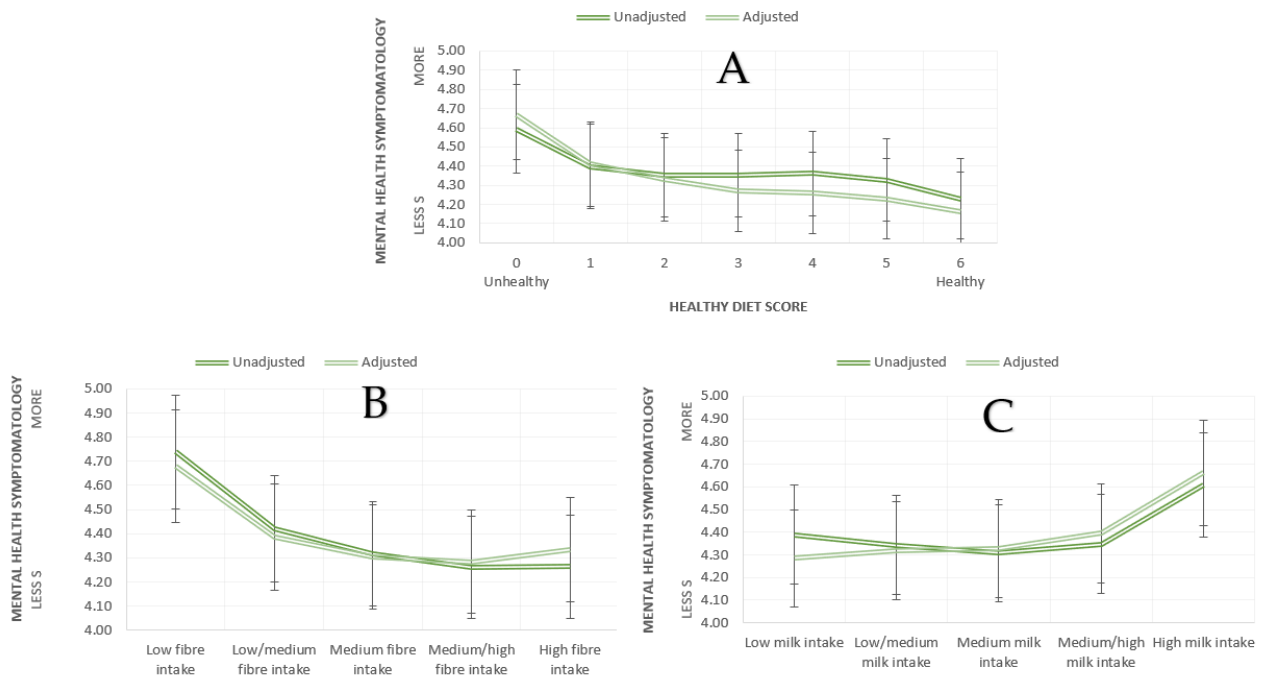 Unadjusted Adjusted
A
MENTAL HEALTH SYMPTOMATOLOGY
LESS S MORE
5.00
4.90
4.80
4.70
4.60
4.50
4.40
4.30
4.20
4.10
4.00
0 1 2 3 4 5 6
Unhealthy Healthy
HEALTHY DIET SCORE
Unadjusted Adjusted
B
MENTAL HEALTH SYMPTOMATOLOGY
LESS S MORE
5.00
4.90
4.80
4.70
4.60
4.50
4.40
4.30
4.20
4.10
4.00
Low fibre Low/medium Medium fibre Medium/high High fibre
intake fibre intake intake fibre intake intake
Unadjusted Adjusted
C
MENTAL HEALTH SYMPTOMATOLOGY
LESS S MORE
5.00
4.90
4.80
4.70
4.60
4.50
4.40
4.30
4.20
4.10
4.00
Low milk intake Low/medium Medium milk Medium/high High milk intake
milk intake intake milk intake